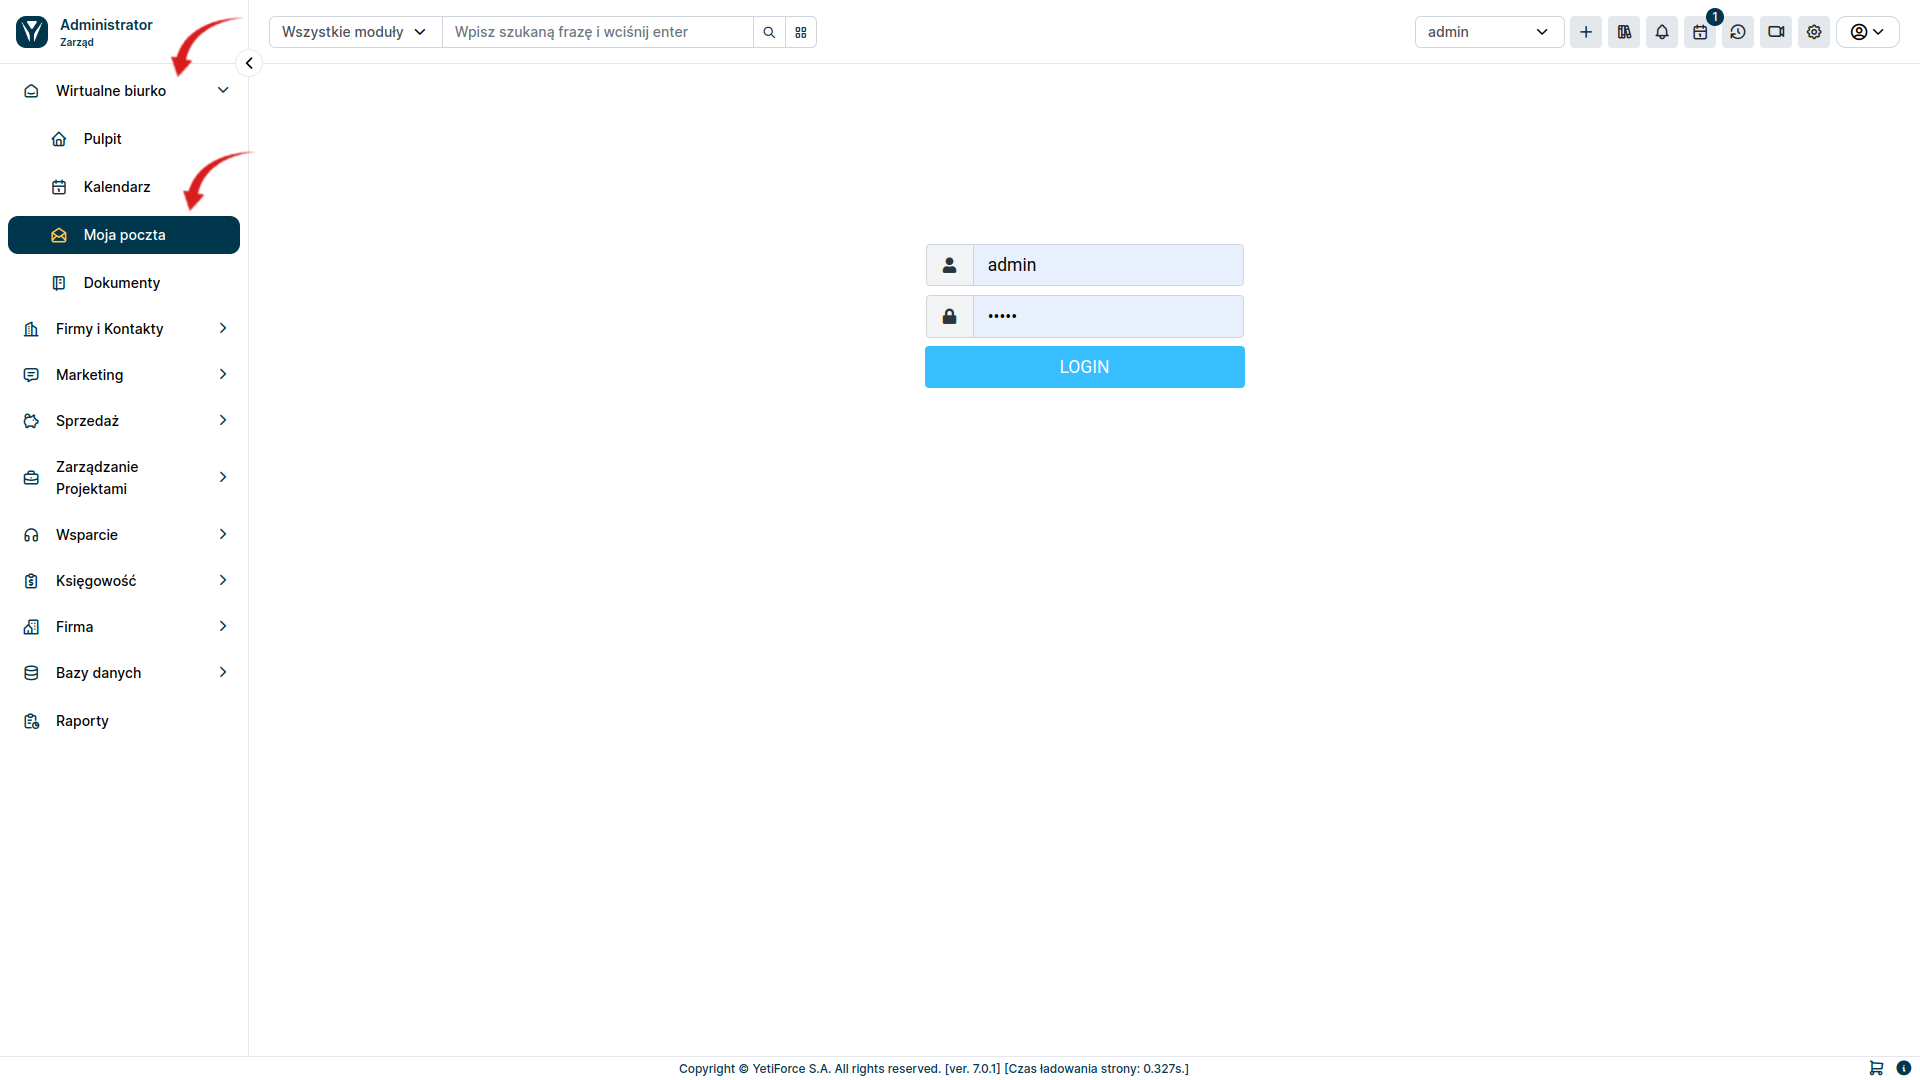 Administrator
Zarząd
Wszystkie moduły
Wpisz szukaną frazę i wciśnij enter
admin
1
Wirtualne biurko
Pulpit
Kalendarz
Moja poczta
Dokumenty
Firmy i Kontakty
Marketing
Sprzedaż
Zarządzanie
Projektami
Wsparcie
Księgowość
Firma
Bazy danych
Raporty
admin
•••••
LOGIN
Copyright © YetiForce S.A. All rights reserved. [ver. 7.0.1] [Czas ładowania strony: 0.327s.]